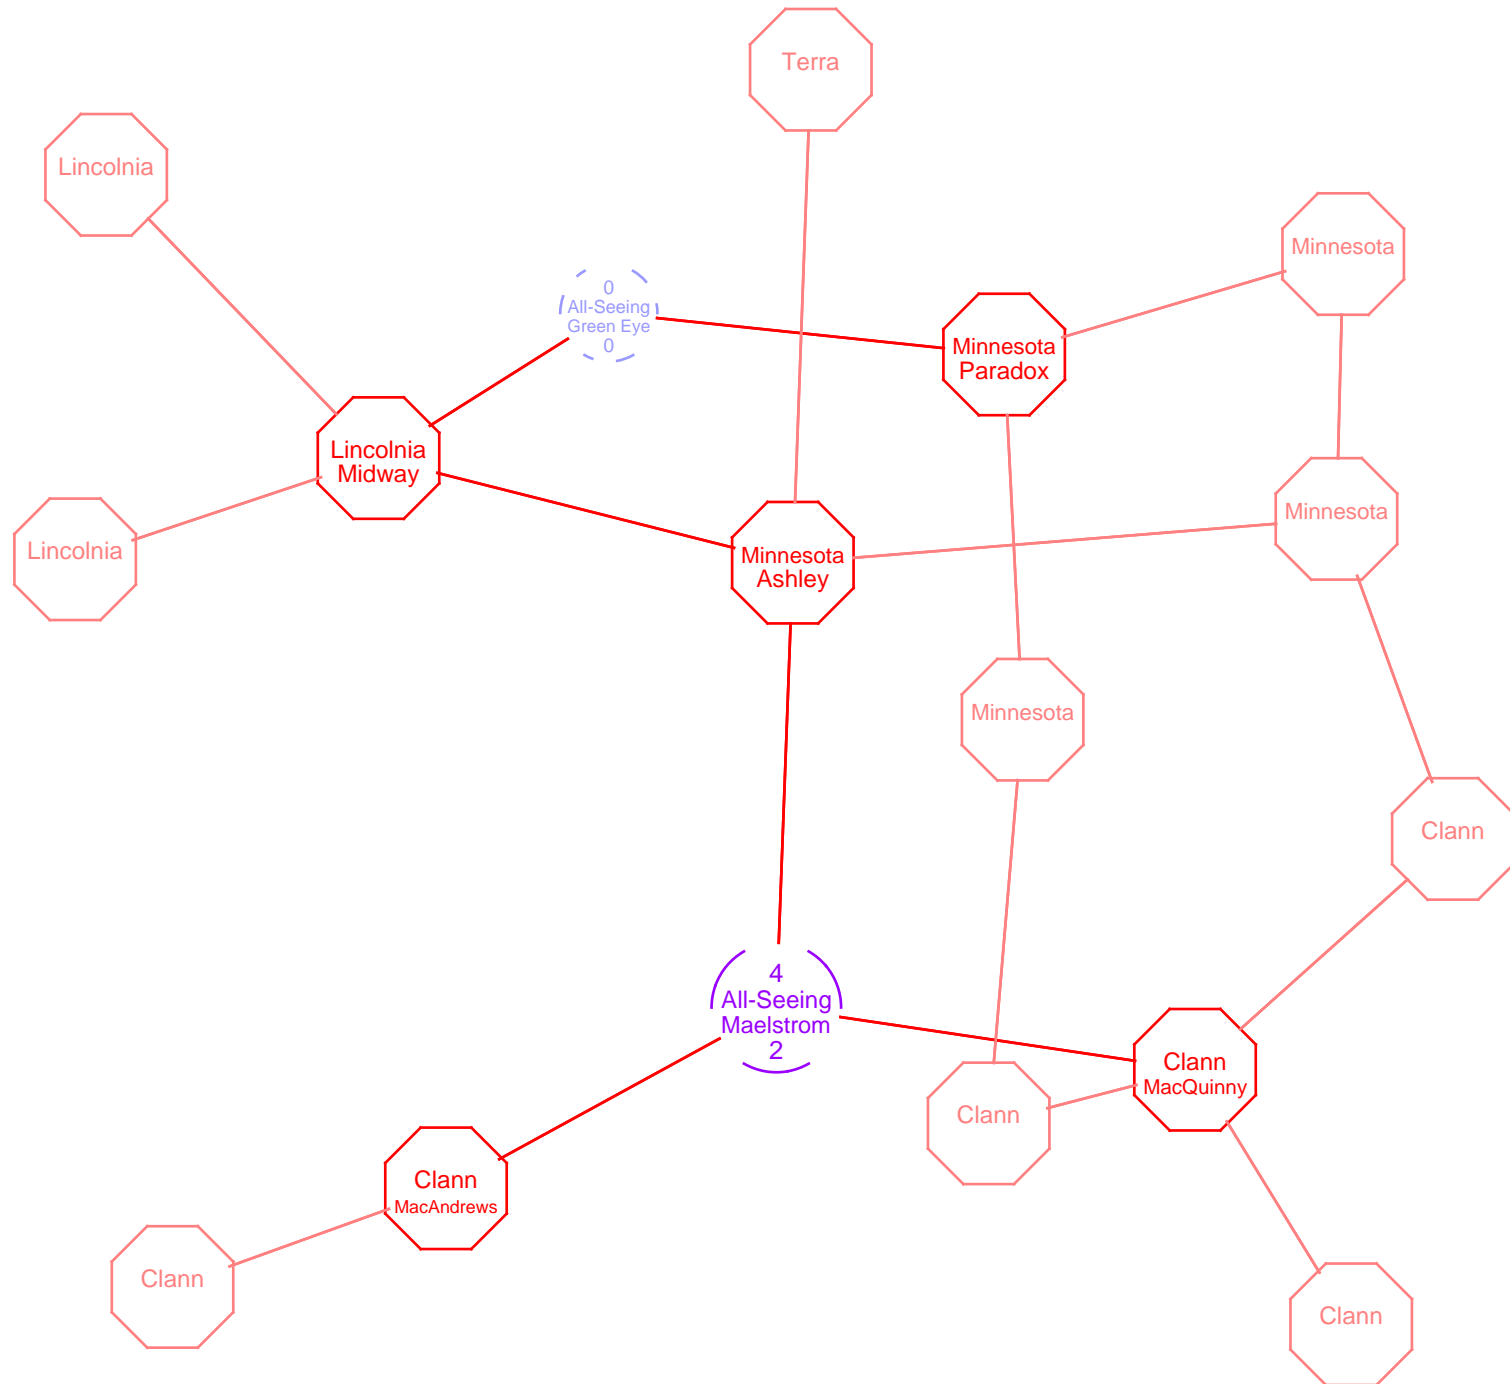 Terra
Lincolnia
Minnesota
0
All-Seeing
Green Eye
0
Minnesota
Paradox
Lincolnia
Midway
Minnesota
Lincolnia
Minnesota
Ashley
Minnesota
Clann
4
All-Seeing
Maelstrom
2
Clann
MacQuinny
Clann
Clann
MacAndrews
Clann
Clann